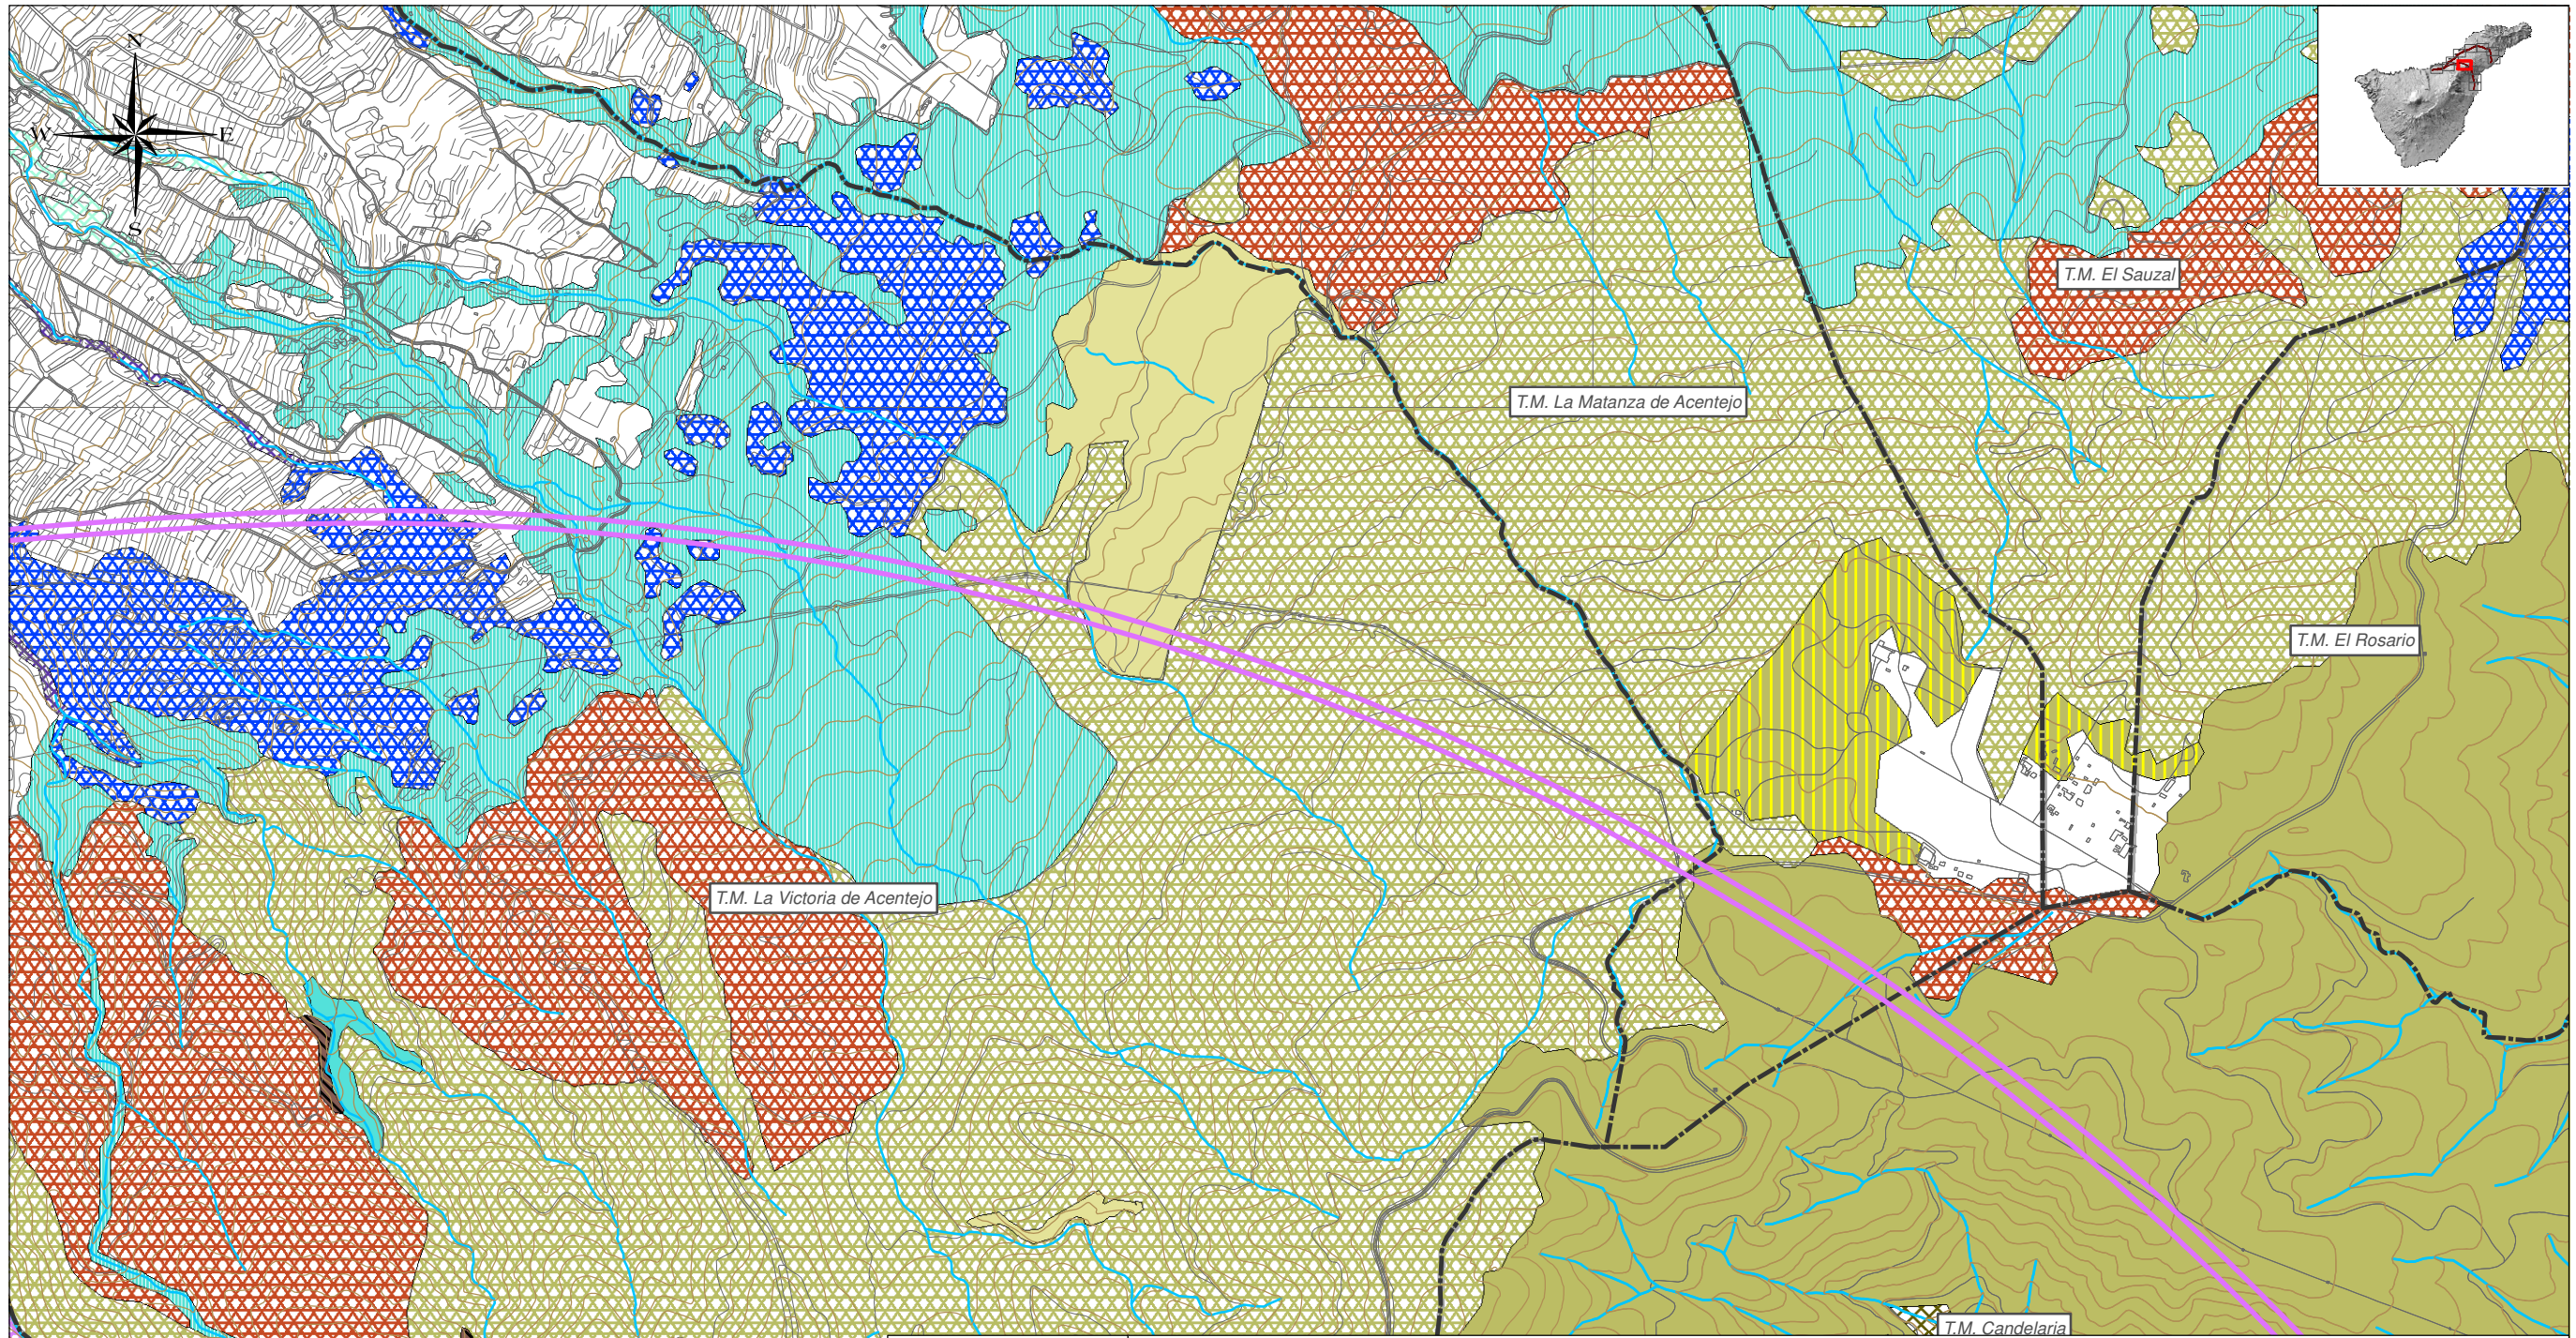 N
W E
S
T.M. El Sauzal
T.M. La Matanza de Acentejo
T.M. El Rosario
T.M. La Victoria de Acentejo
T.M. Candelaria